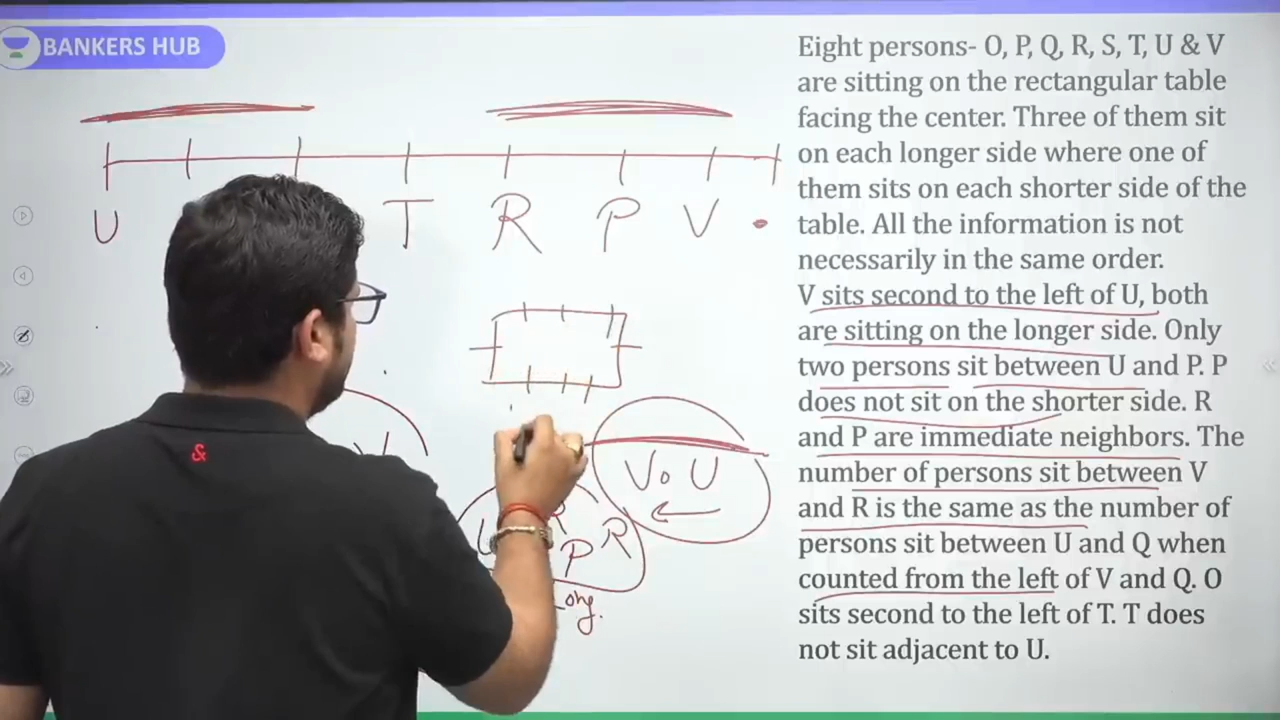 BANKERS HUB
U T R P V
V o U
R
P R
ong.
&
Eight persons- O, P, Q, R, S, T, U & V
are sitting on the rectangular table
facing the center. Three of them sit
on each longer side where one of
them sits on each shorter side of the
table. All the information is not
necessarily in the same order.
V sits second to the left of U, both
are sitting on the longer side. Only
two persons sit between U and P. P
does not sit on the shorter side. R
and P are immediate neighbors. The
number of persons sit between V
and R is the same as the number of
persons sit between U and Q when
counted from the left of V and Q. O
sits second to the left of T. T does
not sit adjacent to U.